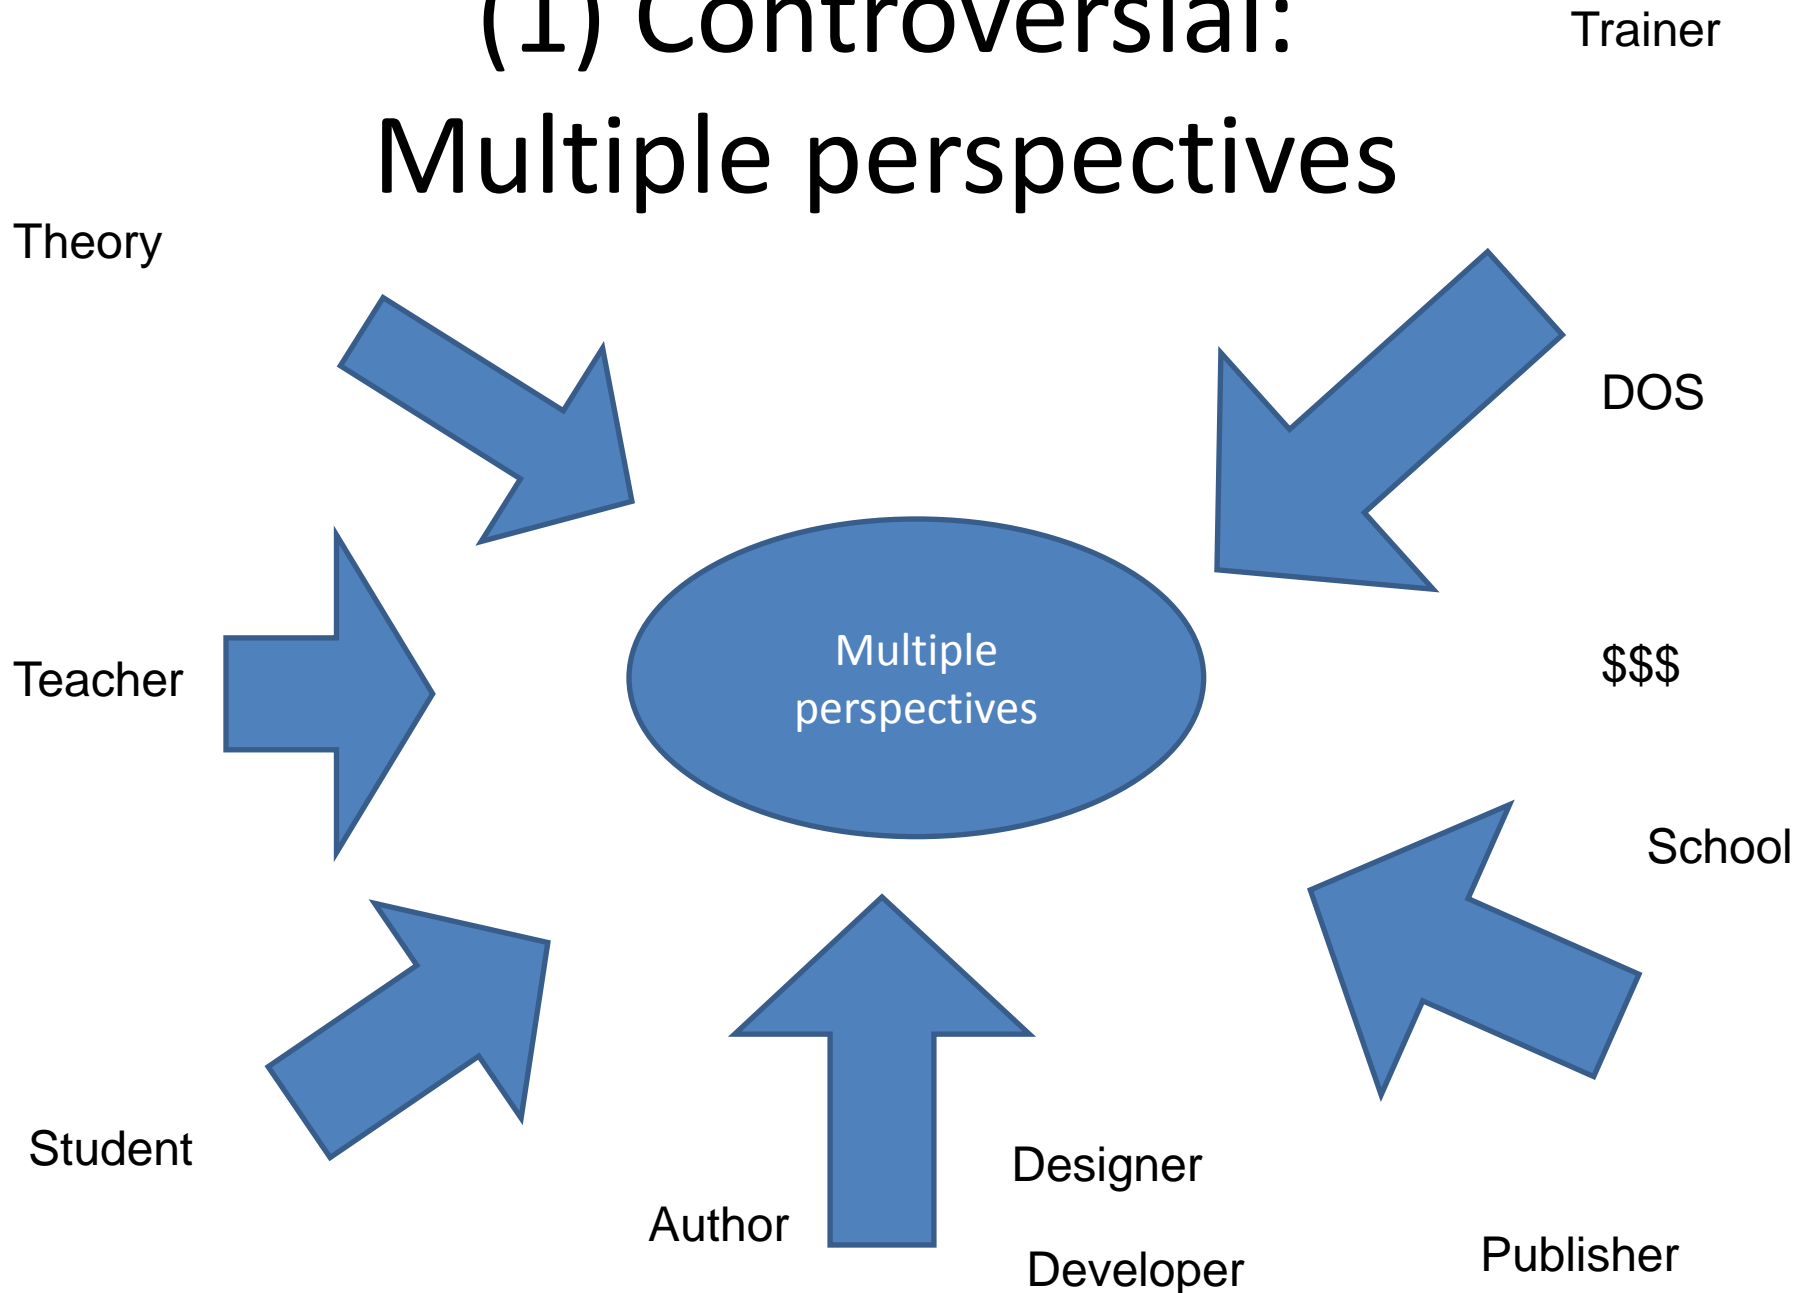 (1) Controversial:
Trainer
Multiple perspectives
Theory
DOS
Multiple
perspectives
$$$
Teacher
School
Student
Designer
Author
Developer
Publisher